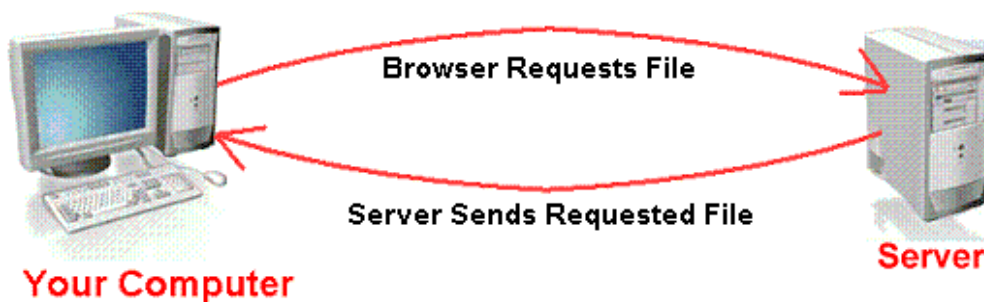 Browser Requests File
Server Sends Requested File
Server
Your Computer